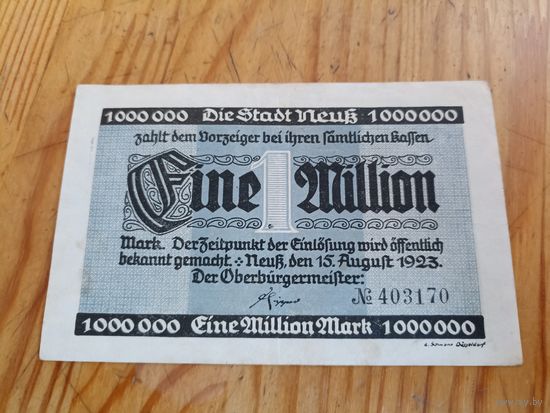 1000000 Die Stadt Neuß 1000000
zahlt dem Vorzeiger bei ihren sämtlichen Kassen
Eine 1 Million
Mark. Der Zeitpunkt der Einlösung wird öffentlich
bekannt gemacht. Neuß, den 15. August 1923.
Der Oberbürgermeister:
№ 403170
1000000 Eine Million Mark 1000000
Düsseldorf